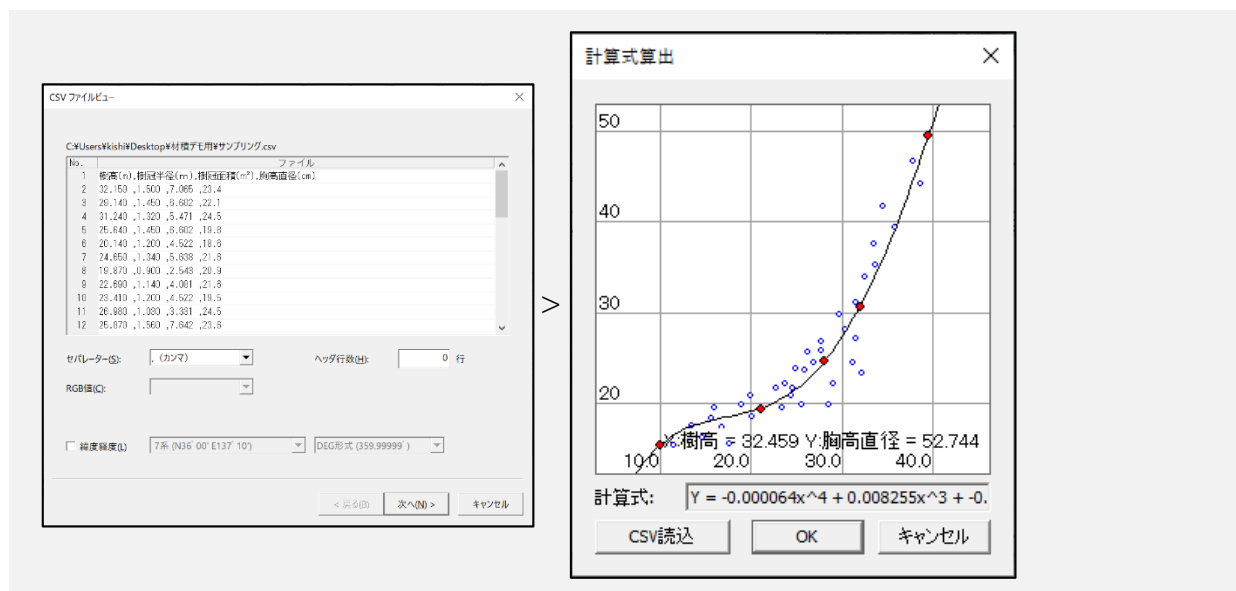 CSV ファイルビュー
C:¥Users¥kishi¥Desktop¥材積デモ用¥サンプリング.csv
No. ファイル
1 樹高(m),樹冠半径(m),樹冠面積(m²),胸高直径(cm)
2 32.150 ,1.500 ,7.065 ,23.4
3 29.140 ,1.450 ,6.602 ,22.1
4 31.240 ,1.320 ,5.471 ,24.5
5 25.640 ,1.450 ,6.602 ,19.8
6 20.140 ,1.200 ,4.522 ,18.6
7 24.650 ,1.340 ,5.638 ,21.6
8 19.870 ,0.900 ,2.543 ,20.9
9 22.690 ,1.140 ,4.081 ,21.6
10 23.410 ,1.200 ,4.522 ,19.5
11 26.980 ,1.030 ,3.331 ,24.5
12 25.870 ,1.560 ,7.642 ,23.6
セパレーター(S): , (カンマ) ヘッダ行数(H): 0 行
RGB値(C):
緯度経度(L) 7系 (N36ﾟ00' E137ﾟ10') DEG形式 (359.99999ﾟ)
< 戻る(B) 次へ(N) > キャンセル
>
計算式算出
50
40
30
20
X:樹高 = 32.459 Y:胸高直径 = 52.744
10.0 20.0 30.0 40.0
計算式: Y = -0.000064x^4 + 0.008255x^3 + -0.
CSV読込 OK キャンセル